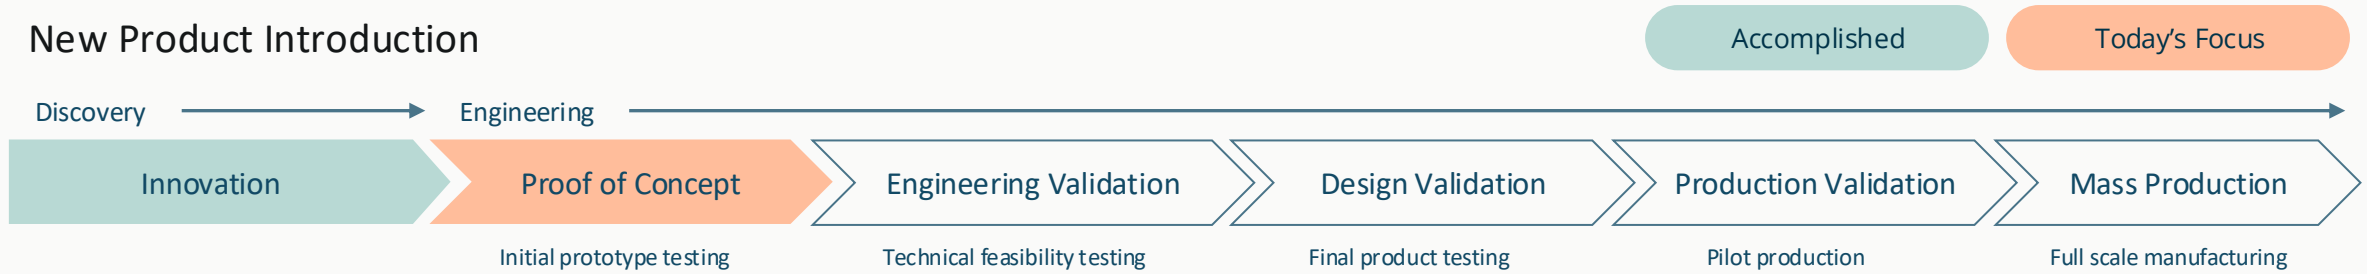 New Product Introduction
Accomplished
Today's Focus
Discovery
Engineering
Innovation
Proof of Concept
Engineering Validation
Design Validation
Production Validation
Mass Production
Initial prototype testing
Technical feasibility testing
Final product testing
Pilot production
Full scale manufacturing